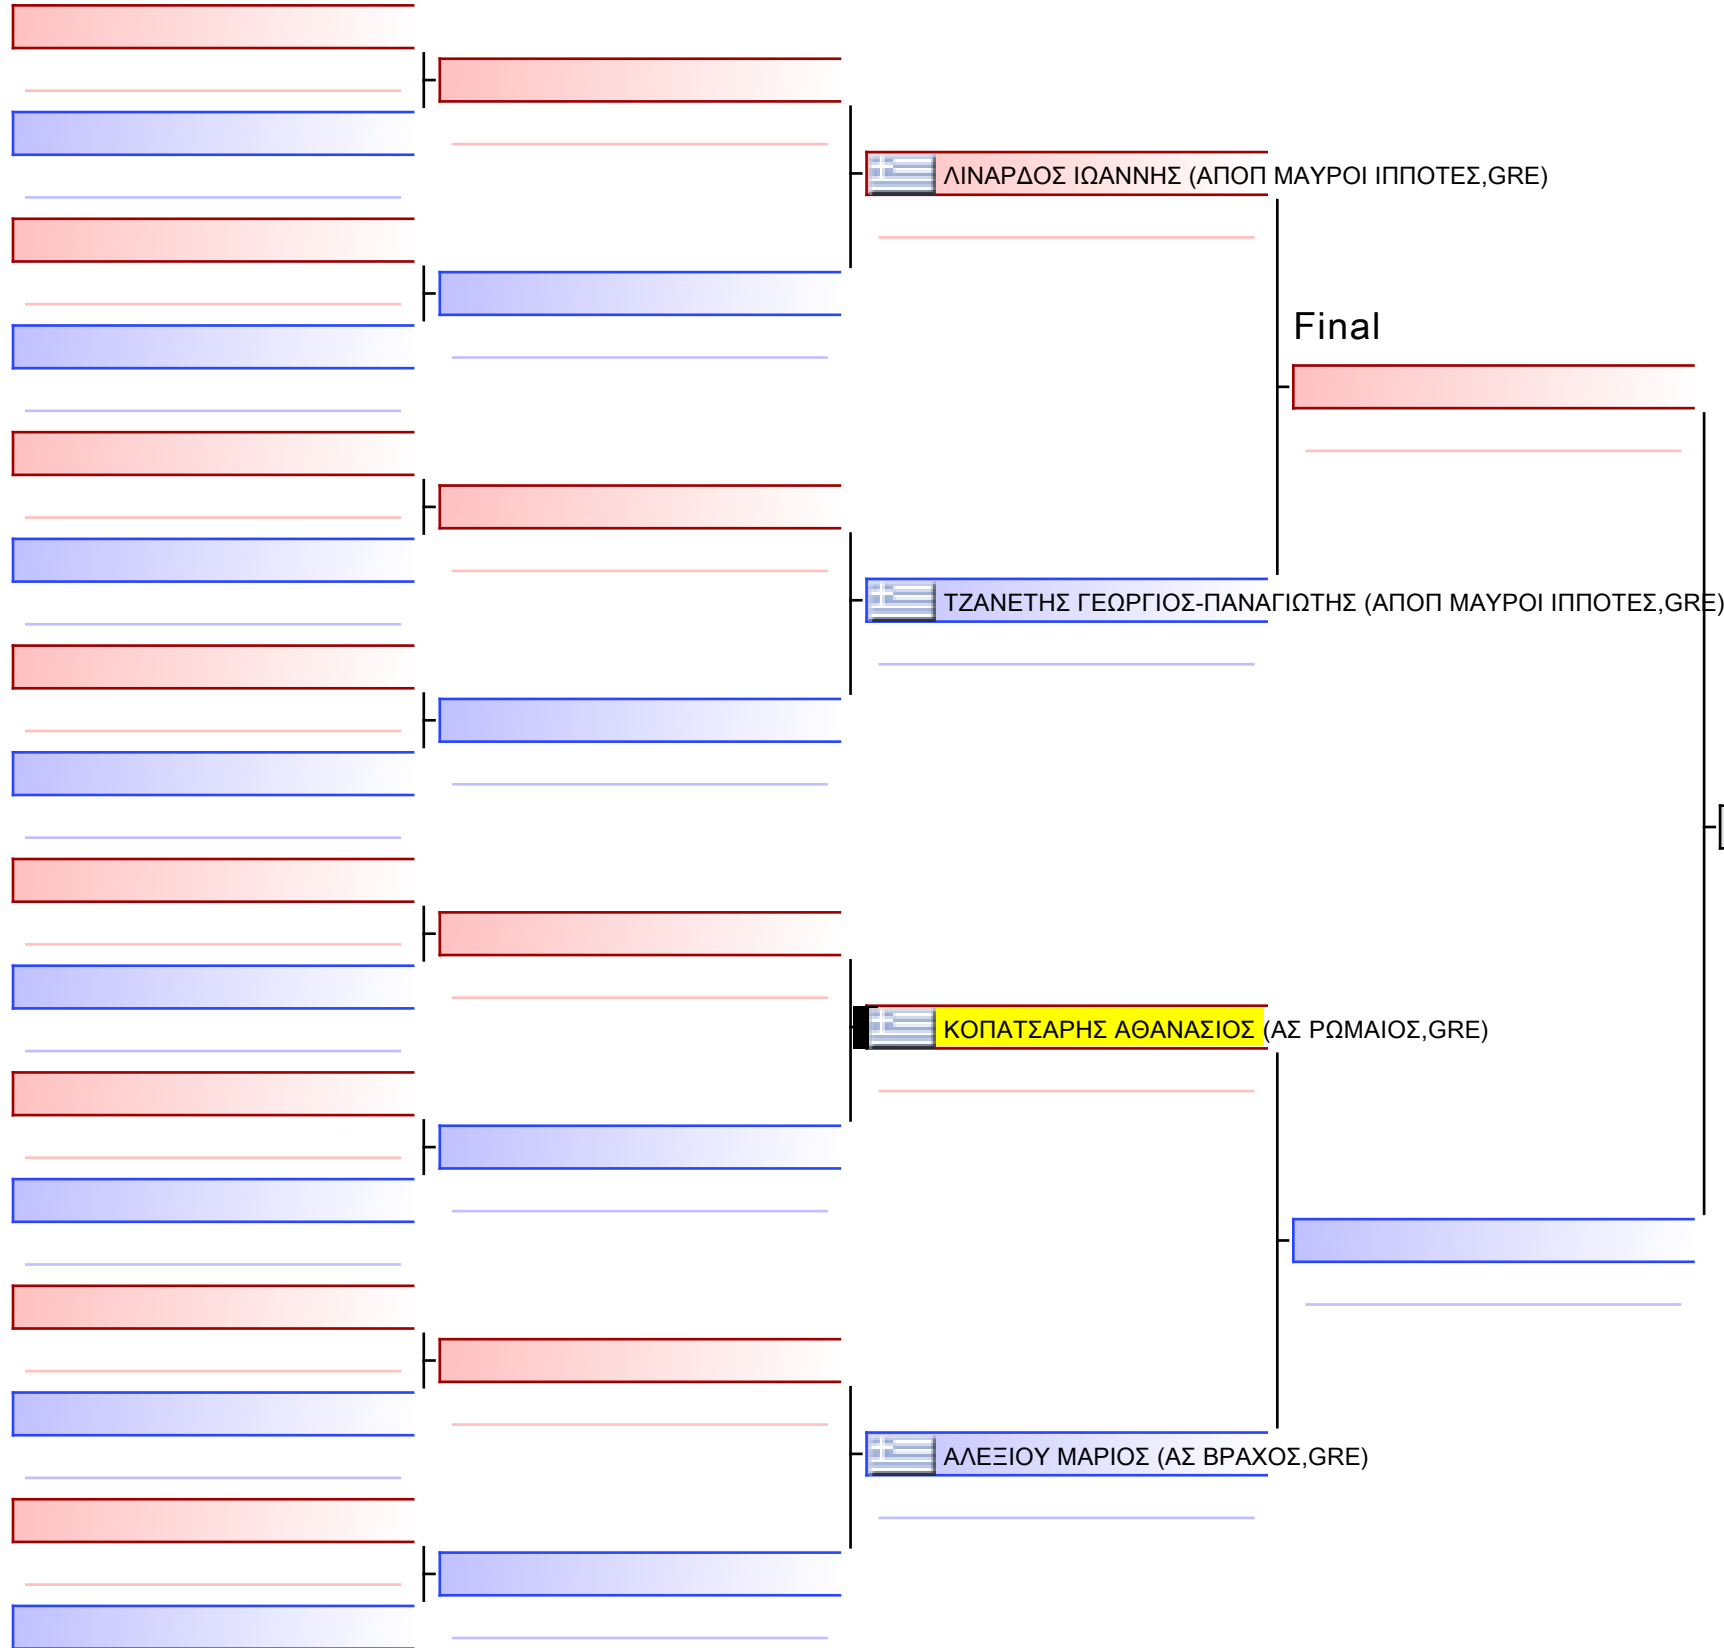 ΛΙΝΑΡΔΟΣ ΙΩΑΝΝΗΣ (ΑΠΟΠ ΜΑΥΡΟΙ ΙΠΠΟΤΕΣ,GRE)
Final
ΤΖΑΝΕΤΗΣ ΓΕΩΡΓΙΟΣ-ΠΑΝΑΓΙΩΤΗΣ (ΑΠΟΠ ΜΑΥΡΟΙ ΙΠΠΟΤΕΣ,GRE)
ΚΟΠΑΤΣΑΡΗΣ ΑΘΑΝΑΣΙΟΣ (ΑΣ ΡΩΜΑΙΟΣ,GRE)
ΑΛΕΞΙΟΥ ΜΑΡΙΟΣ (ΑΣ ΒΡΑΧΟΣ,GRE)